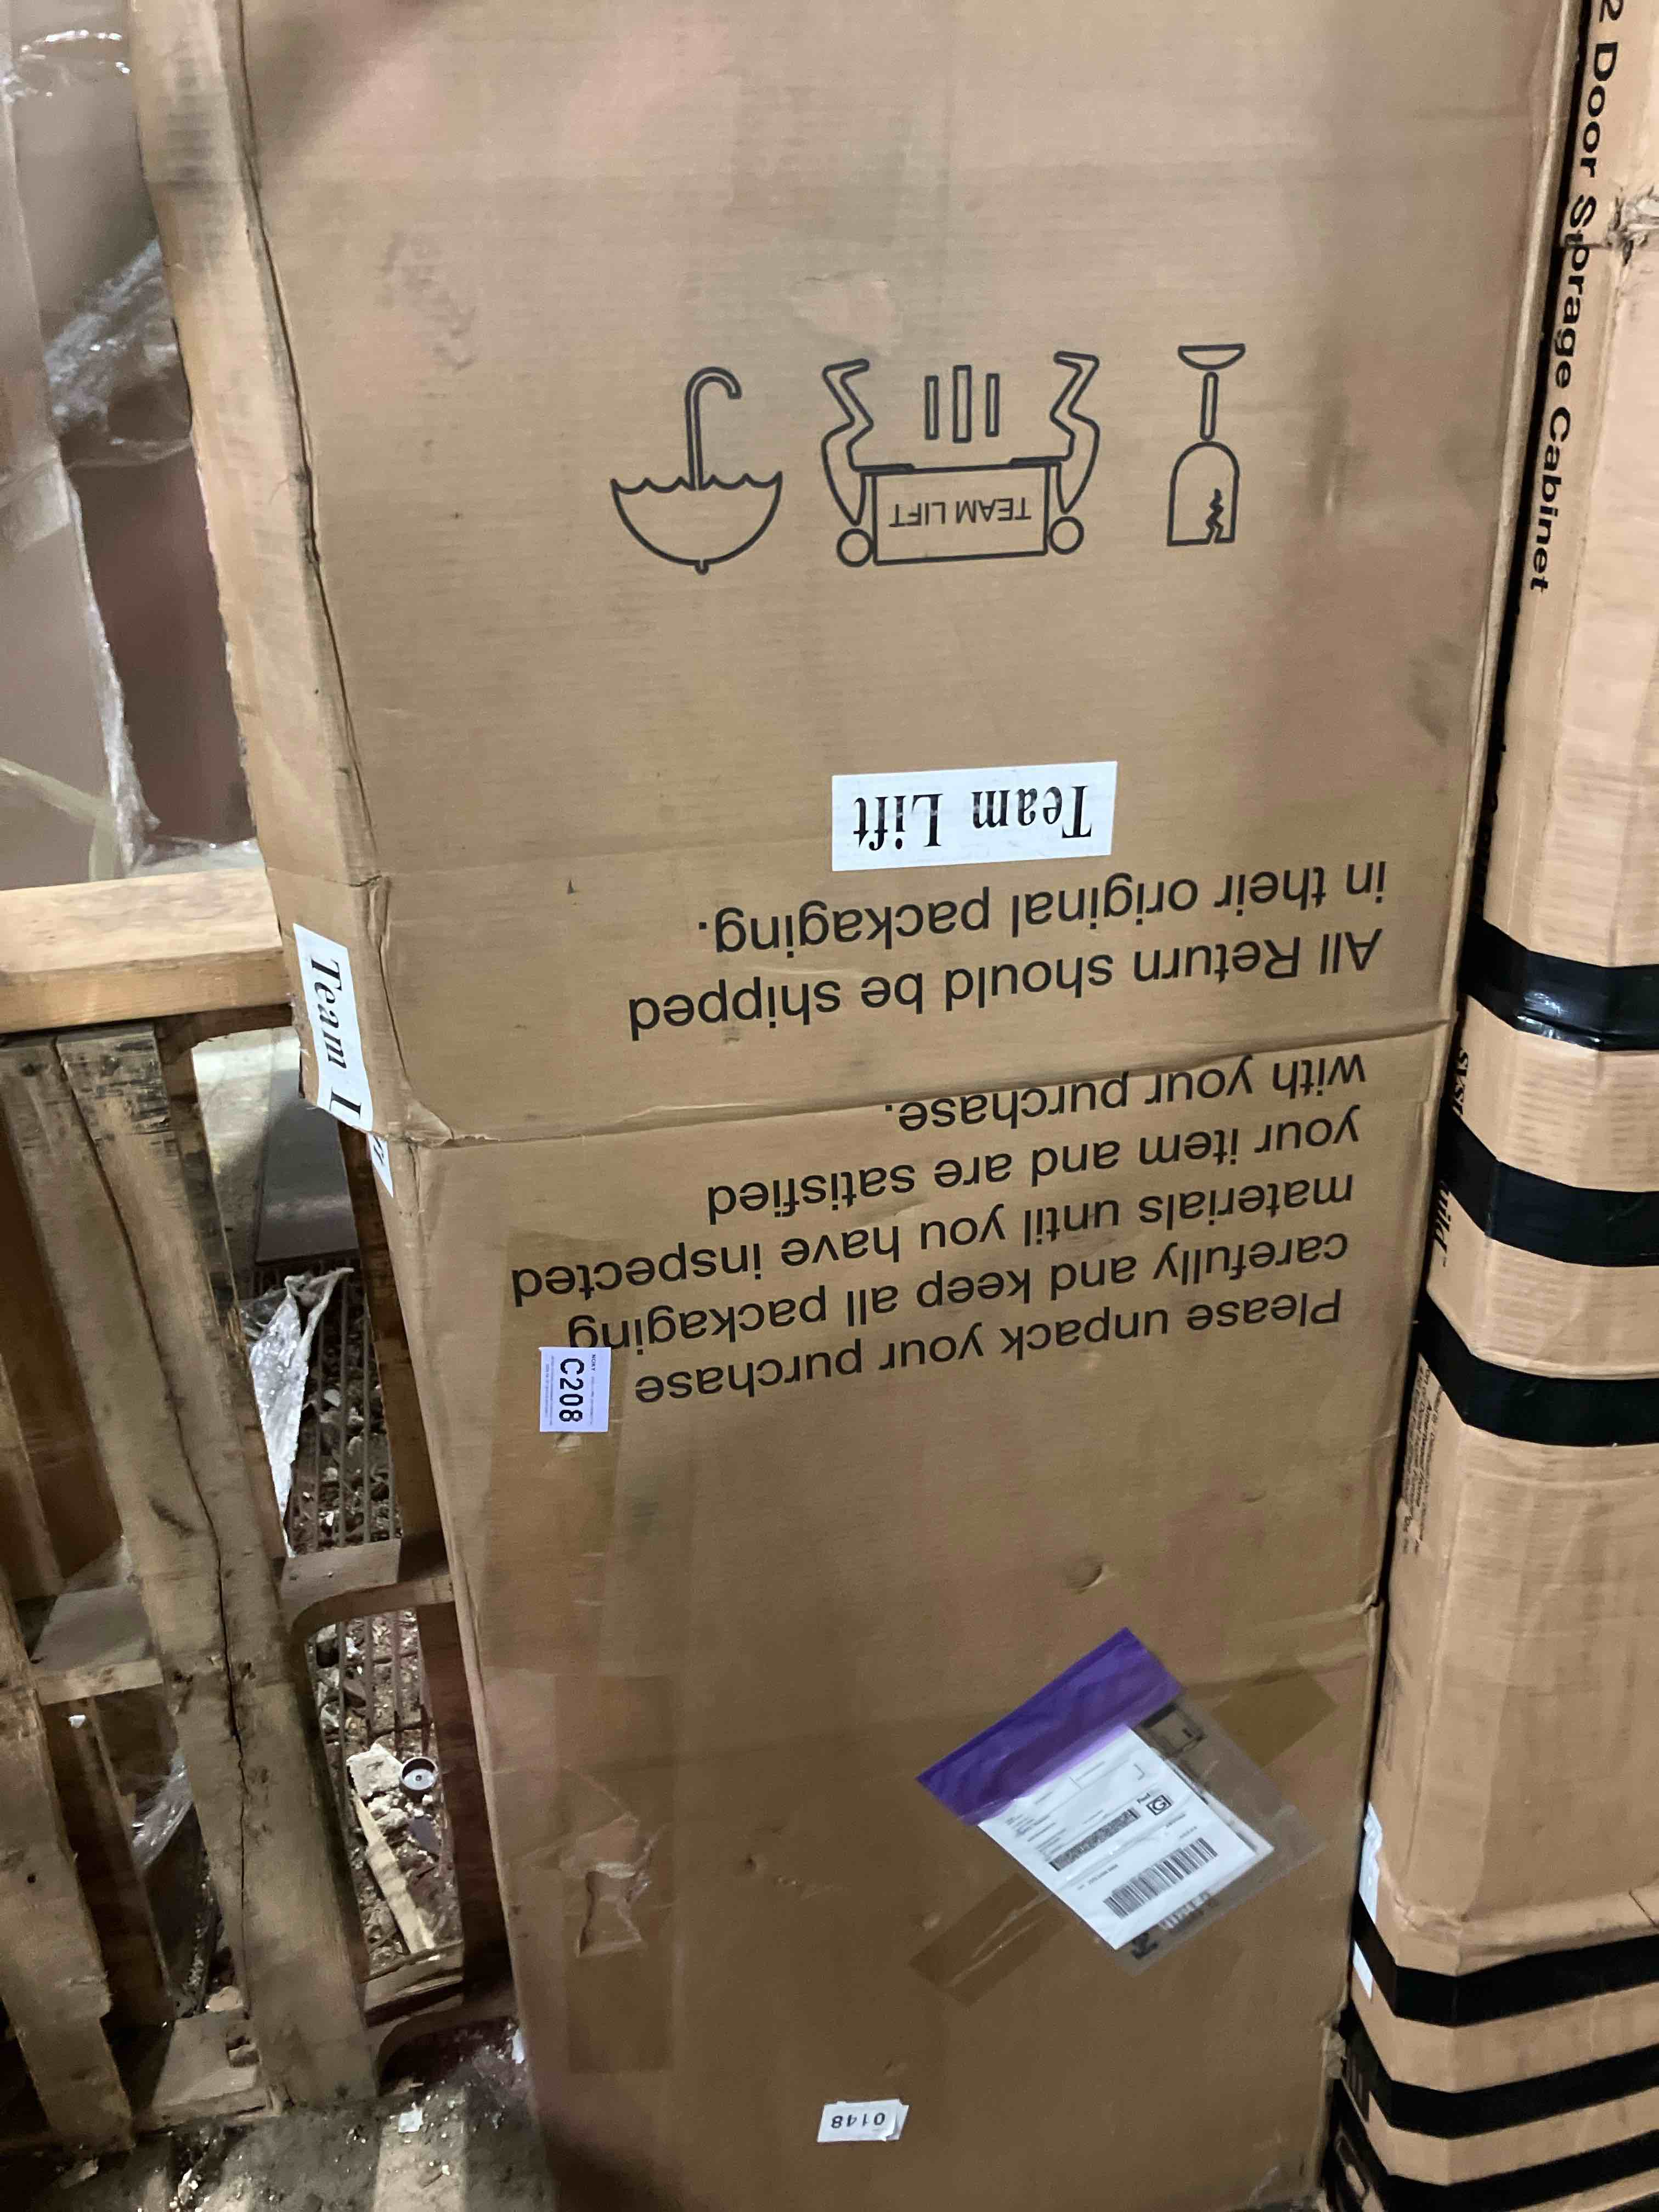 Please unpack your purchase
carefully and keep all packaging
materials until you have inspected
your item and are satisfied
with your purchase.
All Return should be shipped
in their original packaging.
Team Lift
TEAM LIFT
Team L
C208
0148
2 Door Storage Cabinet